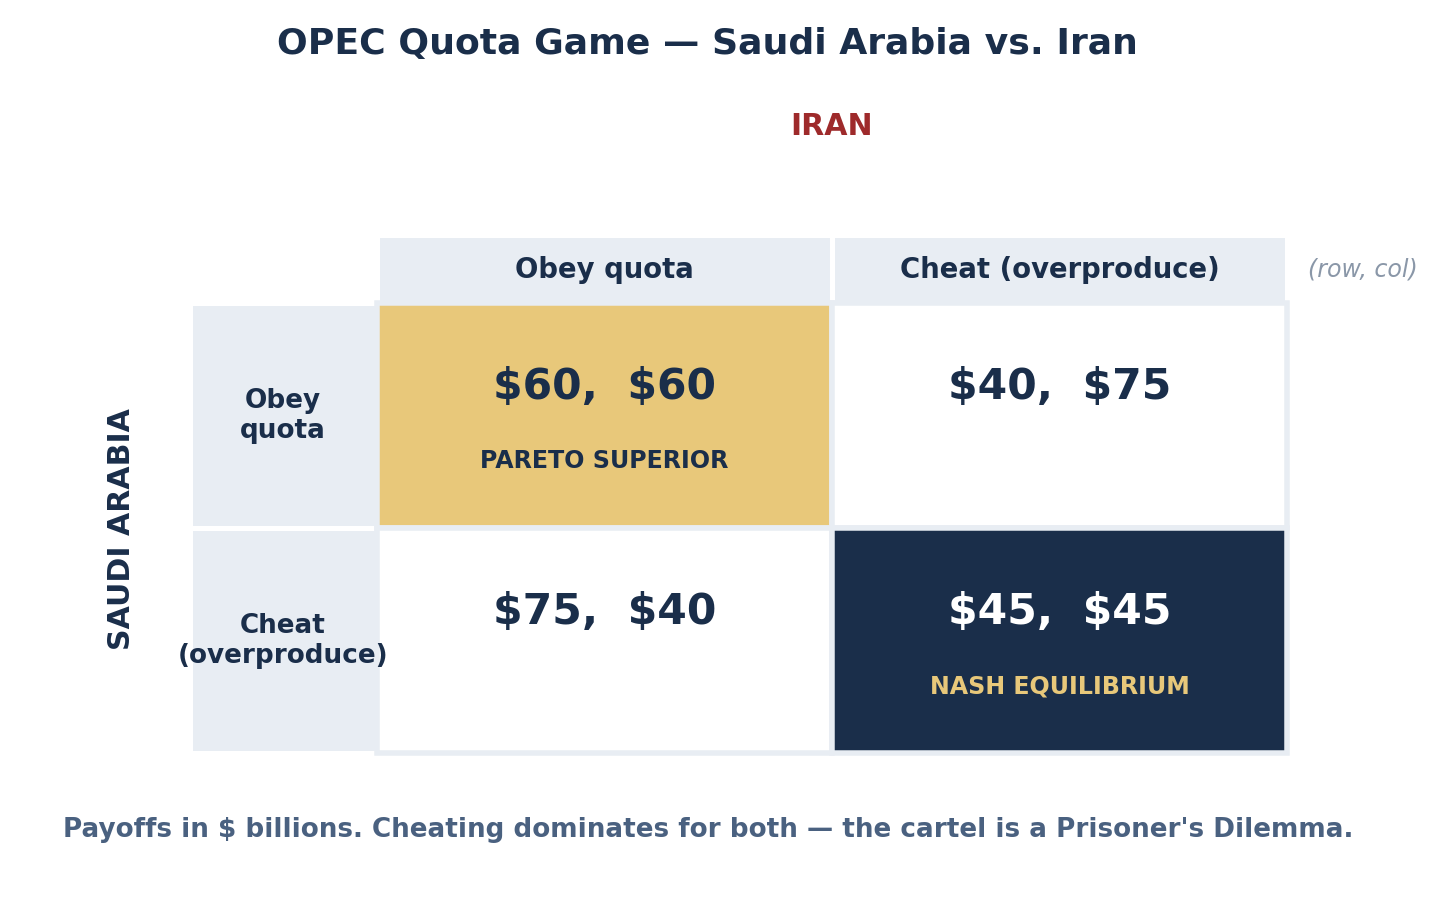 OPEC Quota Game — Saudi Arabia vs. Iran
IRAN
Obey quota
Cheat (overproduce)
(row, col)
SAUDI ARABIA
Obey
quota
$60,  $60
PARETO SUPERIOR
$40,  $75
Cheat
(overproduce)
$75,  $40
$45,  $45
NASH EQUILIBRIUM
Payoffs in $ billions. Cheating dominates for both — the cartel is a Prisoner's Dilemma.